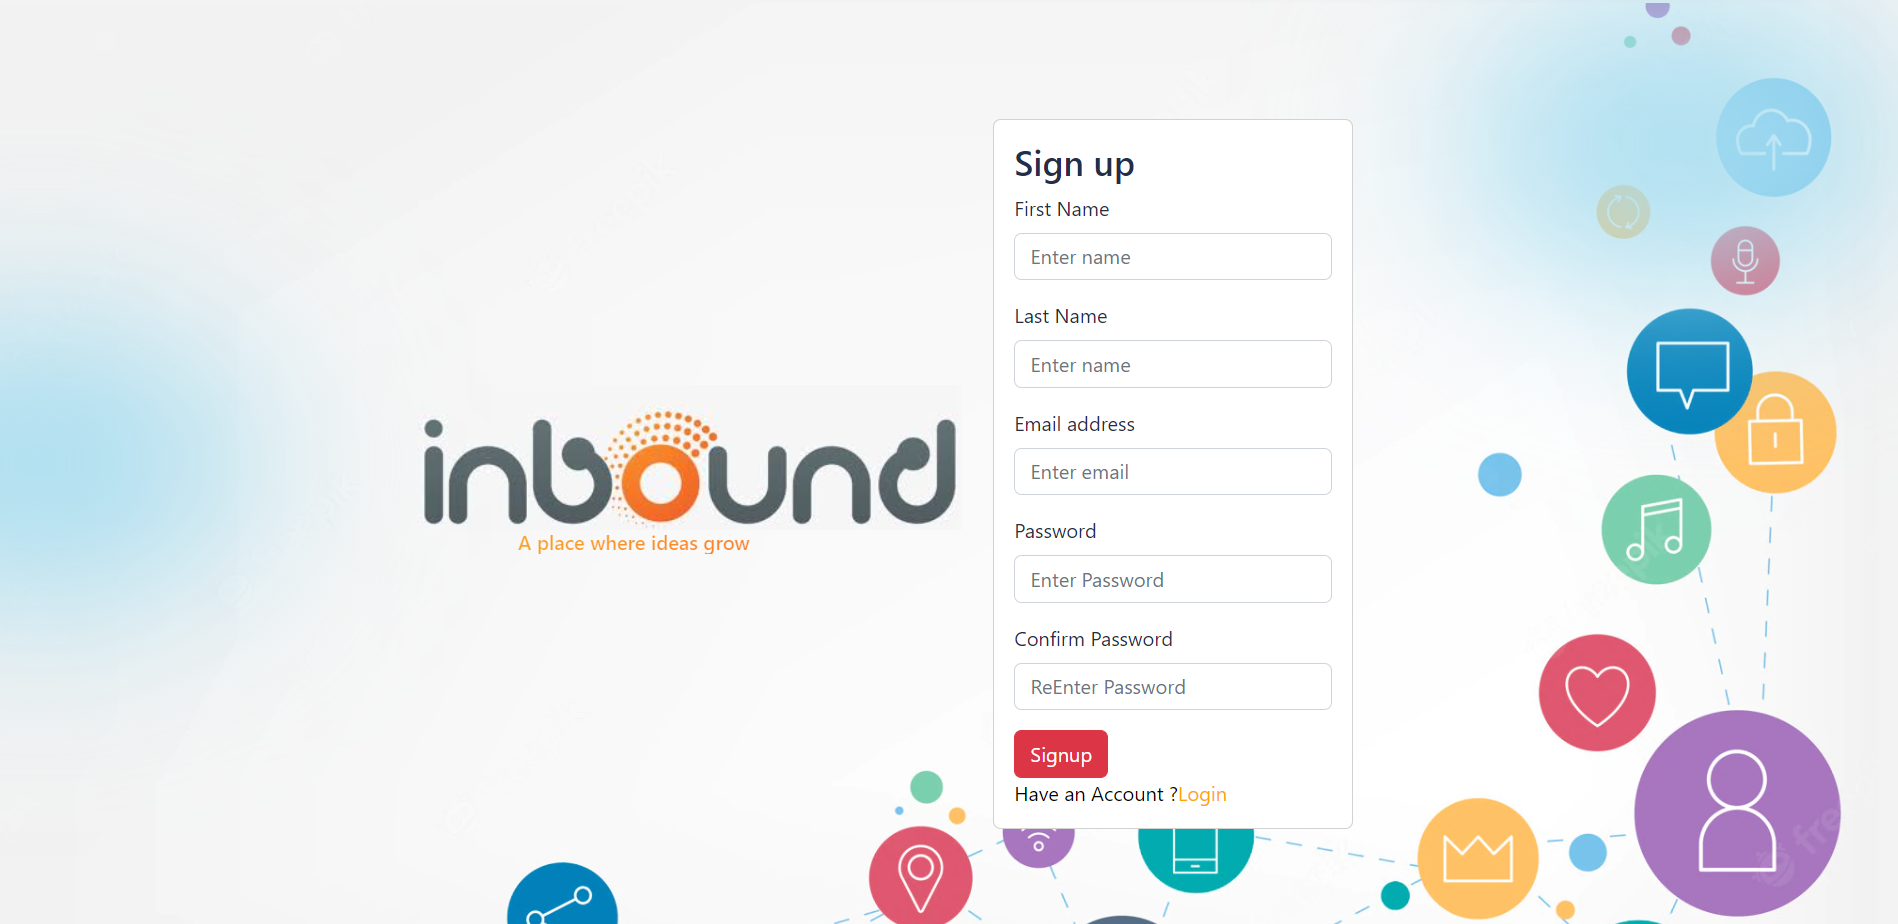 inbound
A place where ideas grow
Sign up
First Name
Enter name
Last Name
Enter name
Email address
Enter email
Password
Enter Password
Confirm Password
ReEnter Password
Signup
Have an Account ?Login